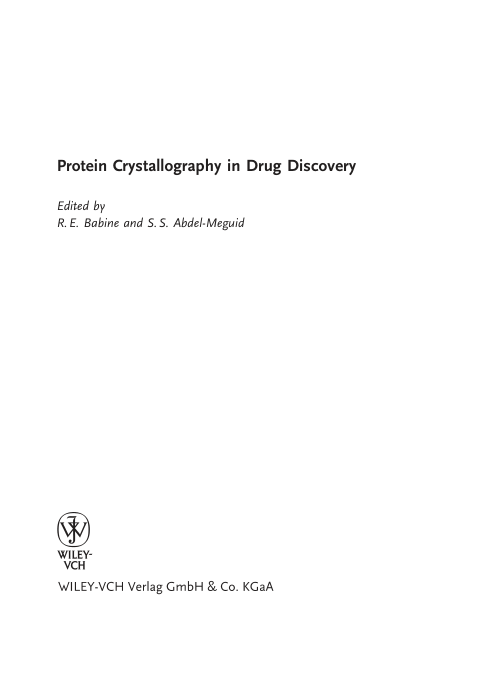 Protein Crystallography in Drug Discovery
Edited by
R. E. Babine and S. S. Abdel-Meguid
WILEY-
VCH
WILEY-VCH Verlag GmbH & Co. KGaA